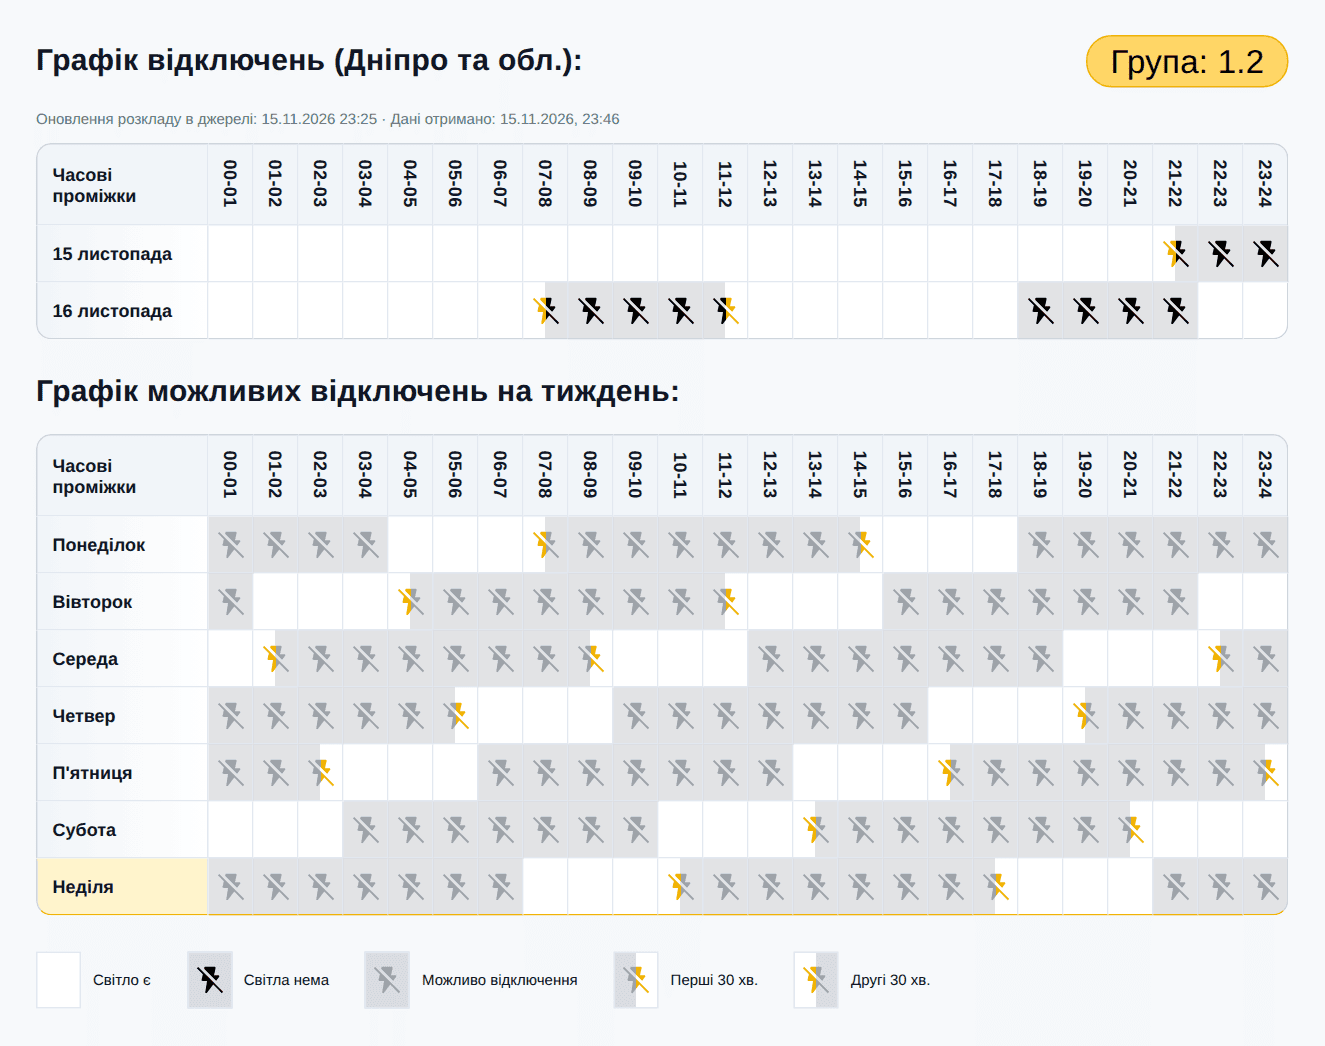 Графік відключень (Дніпро та обл.):
Група: 1.2
Оновлення розкладу в джерелі: 15.11.2026 23:25 · Дані отримано: 15.11.2026, 23:46
Часові проміжки 00-01 01-02 02-03 03-04 04-05 05-06 06-07 07-08 08-09 09-10 10-11 11-12 12-13 13-14 14-15 15-16 16-17 17-18 18-19 19-20 20-21 21-22 22-23 23-24
15 листопада
16 листопада
Графік можливих відключень на тиждень:
Часові проміжки 00-01 01-02 02-03 03-04 04-05 05-06 06-07 07-08 08-09 09-10 10-11 11-12 12-13 13-14 14-15 15-16 16-17 17-18 18-19 19-20 20-21 21-22 22-23 23-24
Понеділок
Вівторок
Середа
Четвер
П'ятниця
Субота
Неділя
Світло є Світла нема Можливо відключення Перші 30 хв. Другі 30 хв.